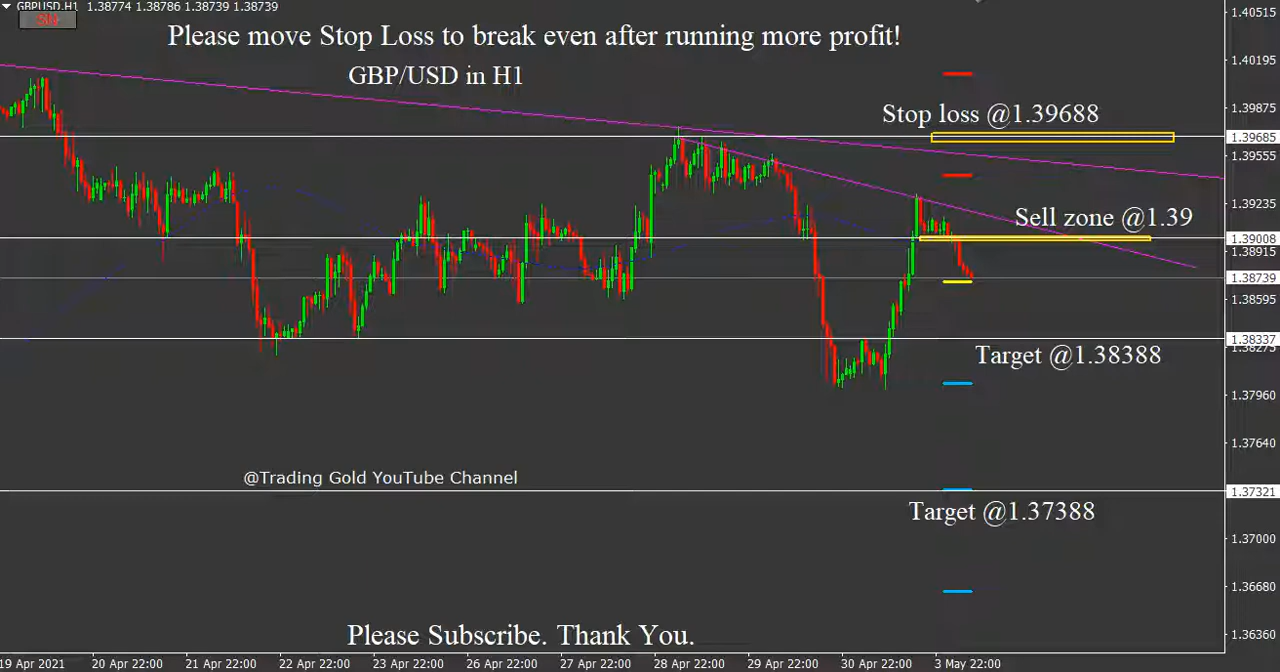 GBPUSD,H1 1.38774 1.38786 1.38739 1.38739
Please move Stop Loss to break even after running more profit!
GBP/USD in H1
Stop loss @1.39688
Sell zone @1.39
Target @1.38388
@Trading Gold YouTube Channel
Target @1.37388
Please Subscribe. Thank You.
1.40515
1.40195
1.39875
1.39685
1.39555
1.39235
1.39008
1.38915
1.38739
1.38595
1.38337
1.38275
1.37960
1.37640
1.37321
1.37000
1.36680
1.36360
19 Apr 2021 20 Apr 22:00 21 Apr 22:00 22 Apr 22:00 23 Apr 22:00 26 Apr 22:00 27 Apr 22:00 28 Apr 22:00 29 Apr 22:00 30 Apr 22:00 3 May 22:00